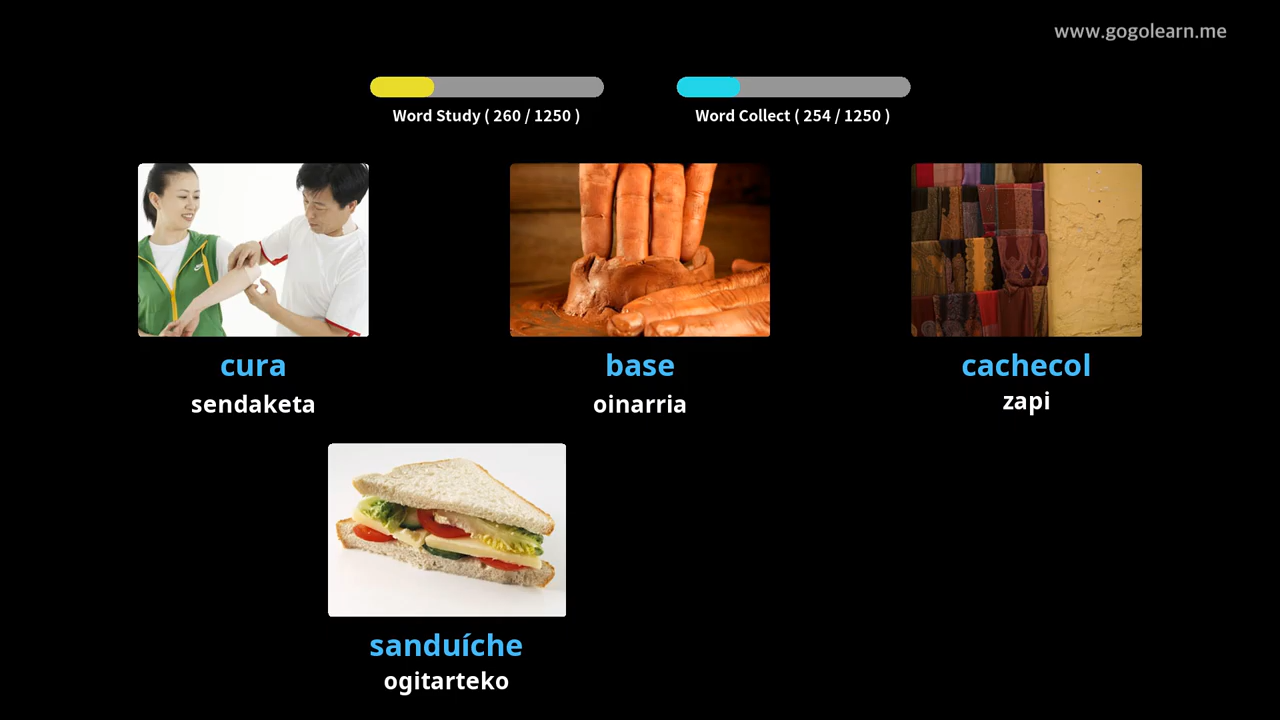 www.gogolearn.me
Word Study ( 260 / 1250 )
Word Collect ( 254 / 1250 )
cura
sendaketa
base
oinarria
cachecol
zapi
sanduíche
ogitarteko